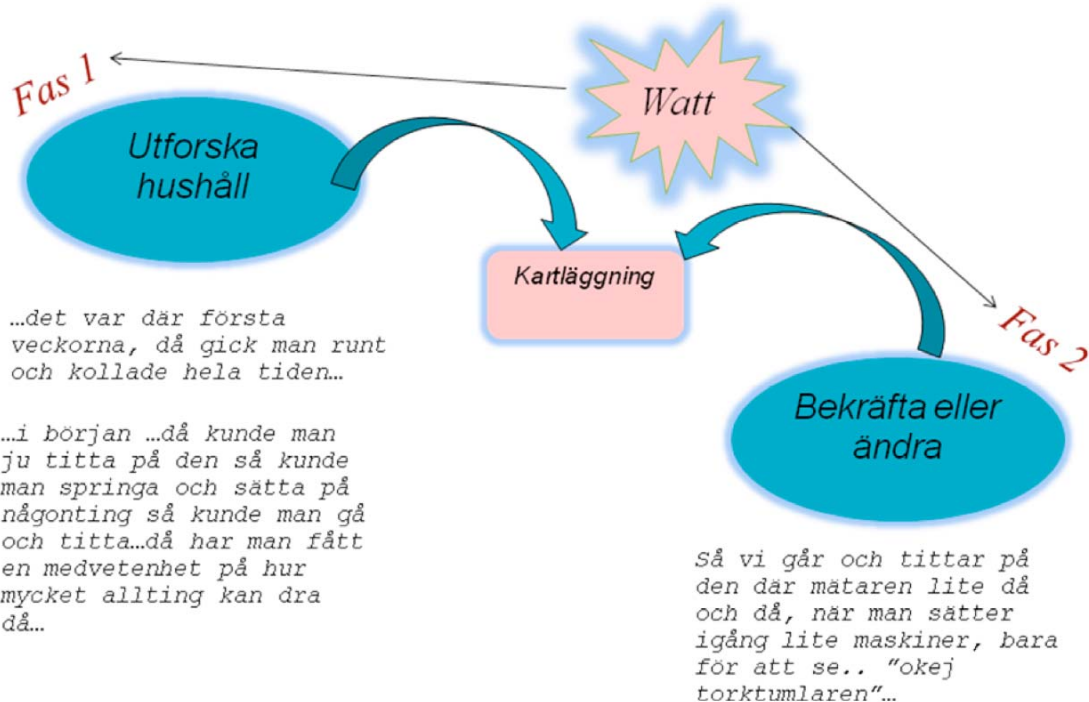 Fas 1
Watt
Utforska
hushåll
Kartläggning
…det var där första
veckorna, då gick man runt
och kollade hela tiden…
…i början …då kunde man
ju titta på den så kunde
man springa och sätta på
någonting så kunde man gå
och titta…då har man fått
en medvetenhet på hur
mycket allting kan dra
då…
Fas 2
Bekräfta eller
ändra
Så vi går och tittar på
den där mätaren lite då
och då, när man sätter
igång lite maskiner, bara
för att se.. ”okej
torktumlaren”…